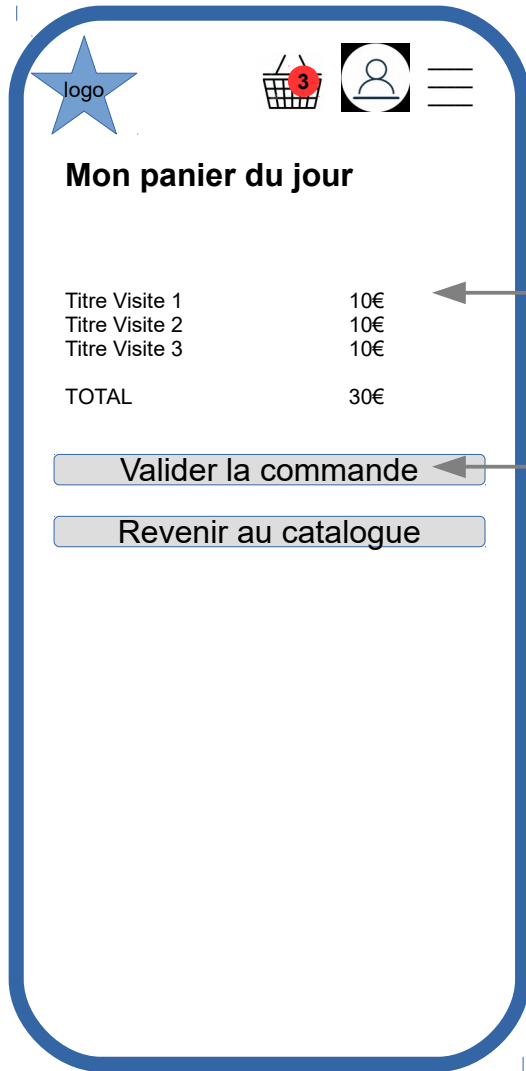 logo
3
Mon panier du jour
Titre Visite 1 10€
Titre Visite 2 10€
Titre Visite 3 10€
TOTAL 30€
Valider la commande
Revenir au catalogue